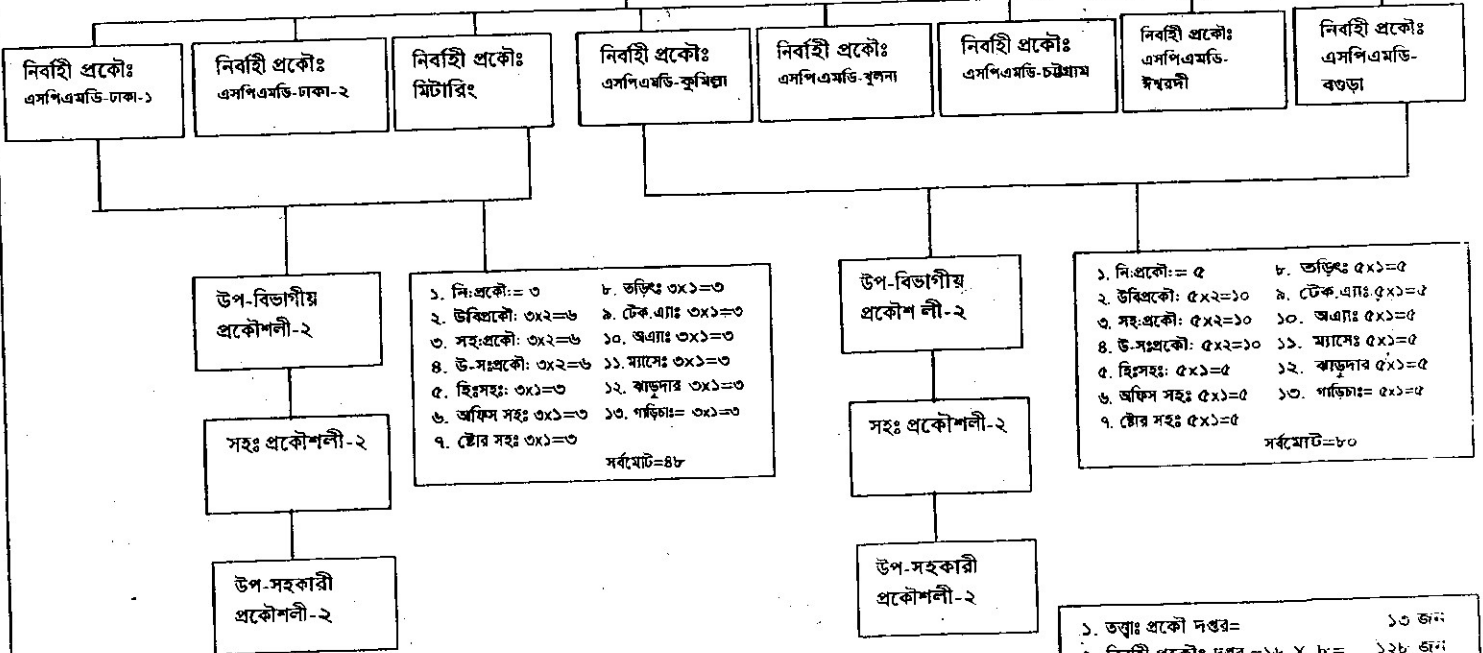 নির্বাহী প্রকৌঃ
এসপিএমডি-ঢাকা-১
নির্বাহী প্রকৌঃ
এসপিএমডি-ঢাকা-২
নির্বাহী প্রকৌঃ
মিটারিং
নির্বাহী প্রকৌঃ
এসপিএমডি-কুমিল্লা
নির্বাহী প্রকৌঃ
এসপিএমডি-খুলনা
নির্বাহী প্রকৌঃ
এসপিএমডি-চট্টগ্রাম
নির্বাহী প্রকৌঃ
এসপিএমডি-
ঈশ্বরদী
নির্বাহী প্রকৌঃ
এসপিএমডি-
বগুড়া
উপ-বিভাগীয়
প্রকৌশলী-২
সহঃ প্রকৌশলী-২
উপ-সহকারী
প্রকৌশলী-২
১. নি:প্রকৌ:= ৩
২. উবিপ্রকৌ: ৩x২=৬
৩. সহ:প্রকৌ: ৩x২=৬
৪. উ-সঃপ্রকৌ: ৩x২=৬
৫. হিঃসহঃ ৩x১=৩
৬. অফিস সহঃ ৩x১=৩
৭. ষ্টোর সহঃ ৩x১=৩
৮. তড়িৎঃ ৩x১=৩
৯. টেক.এ্যাঃ ৩x১=৩
১০. অএ্যাঃ ৩x১=৩
১১. ম্যাসেঃ ৩x১=৩
১২. ঝাড়ুদার ৩x১=৩
১৩. গাড়িচাঃ= ৩x১=৩
সর্বমোট=৪৮
উপ-বিভাগীয়
প্রকৌশ লী-২
সহঃ প্রকৌশলী-২
উপ-সহকারী
প্রকৌশলী-২
১. নি:প্রকৌ:= ৫
২. উবিপ্রকৌ: ৫x২=১০
৩. সহ:প্রকৌ: ৫x২=১০
৪. উ-সঃপ্রকৌ: ৫x২=১০
৫. হিঃসহঃ ৫x১=৫
৬. অফিস সহঃ ৫x১=৫
৭. ষ্টোর সহঃ ৫x১=৫
৮. তড়িৎঃ ৫x১=৫
৯. টেক.এ্যাঃ ৫x১=৫
১০. অএ্যাঃ ৫x১=৫
১১. ম্যাসেঃ ৫x১=৫
১২. ঝাড়ুদার ৫x১=৫
১৩. গাড়িচাঃ= ৫x১=৫
সর্বমোট=৮০
১. তত্ত্বাঃ প্রকৌ দপ্তর= ১৩ জন
নির্বাহী প্রকৌঃ দপ্তর =১৬ X ৮= ১২৮ জন